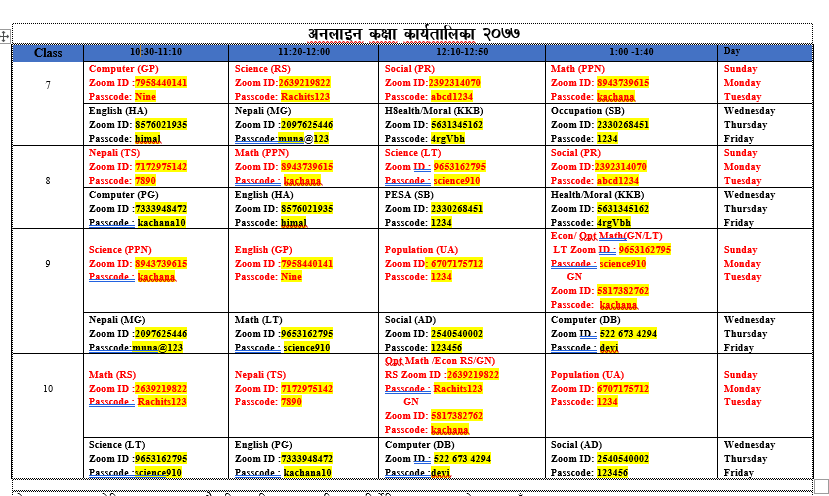 अनलाइन कक्षा कार्यतालिका २०७७
Class 10:30-11:10 11:20-12:00 12:10-12:50 1:00 -1:40 Day
7
Computer (GP)
Zoom ID :7958440141
Passcode: Nine
Science (RS)
Zoom ID:2639219822
Passcode: Rachits123
Social (PR)
Zoom ID:2392314070
Passcode: abcd1234
Math (PPN)
Zoom ID: 8943739615
Passcode: kachana
Sunday
Monday
Tuesday
English (HA)
Zoom ID: 8576021935
Passcode: himal
Nepali (MG)
Zoom ID :2097625446
Passcode:muna@123
H8ealth/Moral (KKB)
Zoom ID: 5631345162
Passcode: 4rgVbh
Occupation (SB)
Zoom ID: 2330268451
Passcode: 1234
Wednesday
Thursday
Friday
8
Nepali (TS)
Zoom ID: 7172975142
Passcode: 7890
Math (PPN)
Zoom ID: 8943739615
Passcode : kachana
Science (LT)
Zoom ID : 9653162795
Passcode : science910
Social (PR)
Zoom ID:2392314070
Passcode: abcd1234
Sunday
Monday
Tuesday
Computer (PG)
Zoom ID :7333948472
Passcode : kachana10
English (HA)
Zoom ID: 8576021935
Passcode: himal
PESA (SB)
Zoom ID: 2330268451
Passcode: 1234
Health/Moral (KKB)
Zoom ID: 5631345162
Passcode: 4rgVbh
Wednesday
Thursday
Friday
9
Science (PPN)
Zoom ID: 8943739615
Passcode : kachana
English (GP)
Zoom ID :7958440141
Passcode: Nine
Population (UA)
Zoom ID: 6707175712
Passcode: 1234
Econ/ Opt Math(GN/LT)
LT Zoom ID : 9653162795
Passcode : science910
GN
Zoom ID: 5817382762
Passcode: kachana
Sunday
Monday
Tuesday
Nepali (MG)
Zoom ID :2097625446
Passcode:muna@123
Math (LT)
Zoom ID :9653162795
Passcode : science910
Social (AD)
Zoom ID: 2540540002
Passcode: 123456
Computer (DB)
Zoom ID : 522 673 4294
Passcode : devi
Wednesday
Thursday
Friday
10
Math (RS)
Zoom ID :2639219822
Passcode : Rachits123
Nepali (TS)
Zoom ID: 7172975142
Passcode: 7890
Opt Math /Econ RS/GN)
RS Zoom ID :2639219822
Passcode : Rachits123
GN
Zoom ID: 5817382762
Passcode: kachana
Population (UA)
Zoom ID: 6707175712
Passcode: 1234
Sunday
Monday
Tuesday
Science (LT)
Zoom ID :9653162795
Passcode :science910
English (PG)
Zoom ID :7333948472
Passcode : kachana10
Computer (DB)
Zoom ID : 522 673 4294
Passcode :devi
Social (AD)
Zoom ID: 2540540002
Passcode: 123456
Wednesday
Thursday
Friday